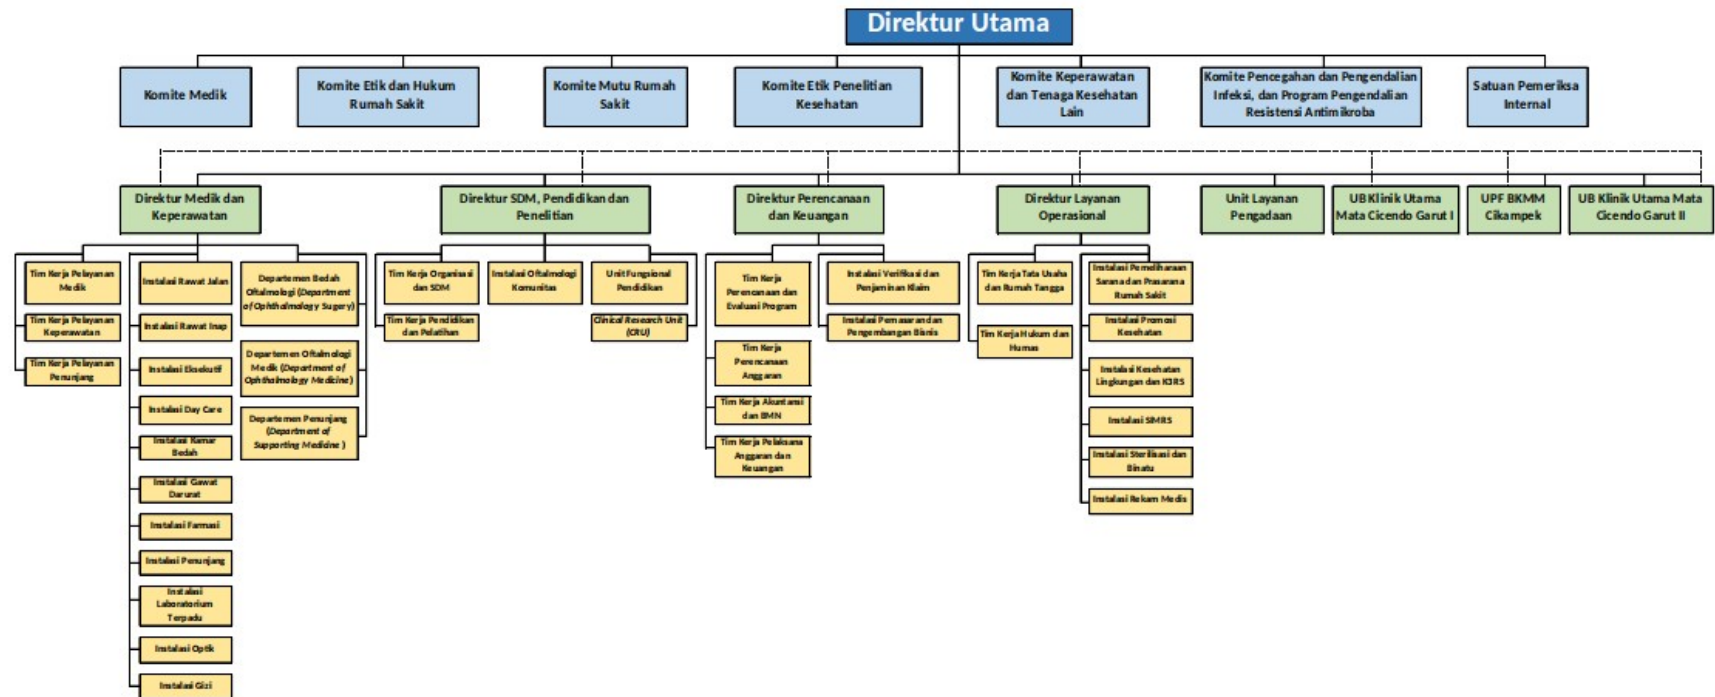 Direktur Utama
Komite Medik
Komite Etik dan Hukum
Rumah Sakit
Komite Mutu Rumah
Sakit
Komite Etik Penelitian
Kesehatan
Komite Keperawatan
dan Tenaga Kesehatan
Lain
Komite Pencegahan dan Pengendalian
Infeksi, dan Program Pengendalian
Resistensi Antimikroba
Satuan Pemeriksa
Internal
Direktur Medik dan
Keperawatan
Direktur SDM, Pendidikan dan
Penelitian
Direktur Perencanaan
dan Keuangan
Direktur Layanan
Operasional
Unit Layanan
Pengadaan
UB Klinik Utama
Mata Cicendo Garut I
UPF BKMM
Cikampek
UB Klinik Utama Mata
Cicendo Garut II
Tim Kerja Pelayanan
Medik
Tim Kerja Pelayanan
Keperawatan
Tim Kerja Pelayanan
Penunjang
Instalasi Rawat Jalan
Instalasi Rawat Inap
Instalasi Eksekutif
Instalasi Day Care
Instalasi Kamar
Bedah
Instalasi Gawat
Darurat
Instalasi Farmasi
Instalasi Penunjang
Instalasi
Laboratorium
Terpadu
Instalasi Optik
Instalasi Gizi
Departemen Bedah
Oftalmologi (Department
of Ophthalmology Sugery)
Departemen Oftalmologi
Medik (Department of
Ophthalmology Medicine)
Departemen Penunjang
(Department of
Supporting Medicine )
Tim Kerja Organisasi
dan SDM
Tim Kerja Pendidikan
dan Pelatihan
Instalasi Oftalmologi
Komunitas
Unit Fungsional
Pendidikan
Clinical Research Unit
(CRU)
Tim Kerja
Perencanaan dan
Evaluasi Program
Tim Kerja
Perencanaan
Anggaran
Tim Kerja Akuntansi
dan BMN
Tim Kerja Pelaksana
Anggaran dan
Keuangan
Instalasi Verifikasi dan
Penjaminan Klaim
Instalasi Pemasaran dan
Pengembangan Bisnis
Tim Kerja Tata Usaha
dan Rumah Tangga
Tim Kerja Hukum dan
Humas
Instalasi Pemeliharaan
Sarana dan Prasarana
Rumah Sakit
Instalasi Promosi
Kesehatan
Instalasi Kesehatan
Lingkungan dan K3RS
Instalasi SIMRS
Instalasi Sterilisasi dan
Binatu
Instalasi Rekam Medis